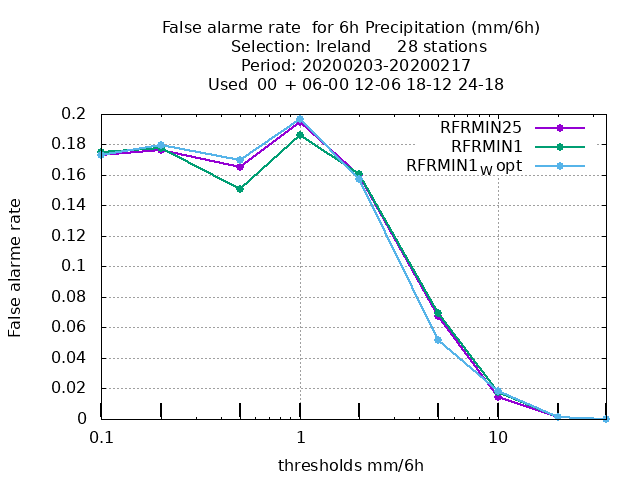 False alarme rate  for 6h Precipitation (mm/6h)
Selection: Ireland     28 stations
Period: 20200203-20200217
Used  00 + 06-00 12-06 18-12 24-18
RFRMIN25
RFRMIN1
RFRMIN1W opt
0.2
0.18
0.16
0.14
0.12
0.1
0.08
0.06
0.04
0.02
0
False alarme rate
0.1 1 10
thresholds mm/6h